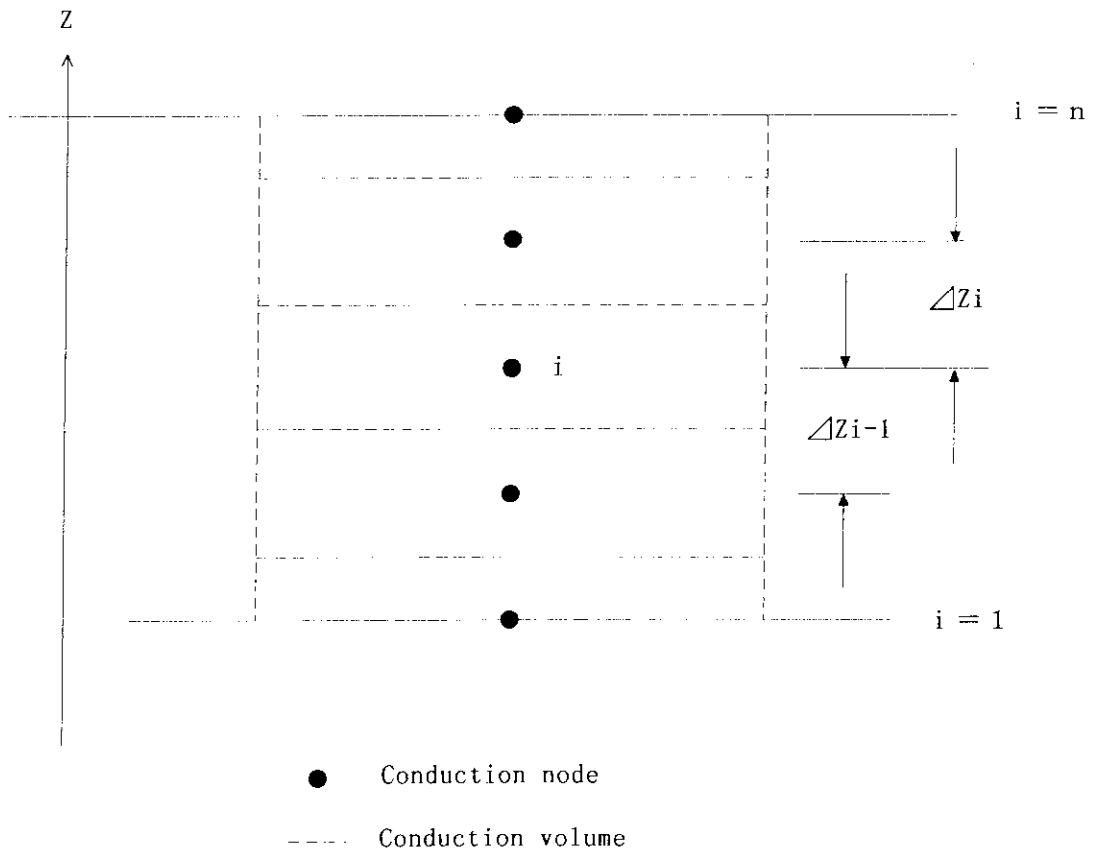 Z
i = n
⊿Zi
i
⊿Zi-1
i = 1
Conduction node
Conduction volume